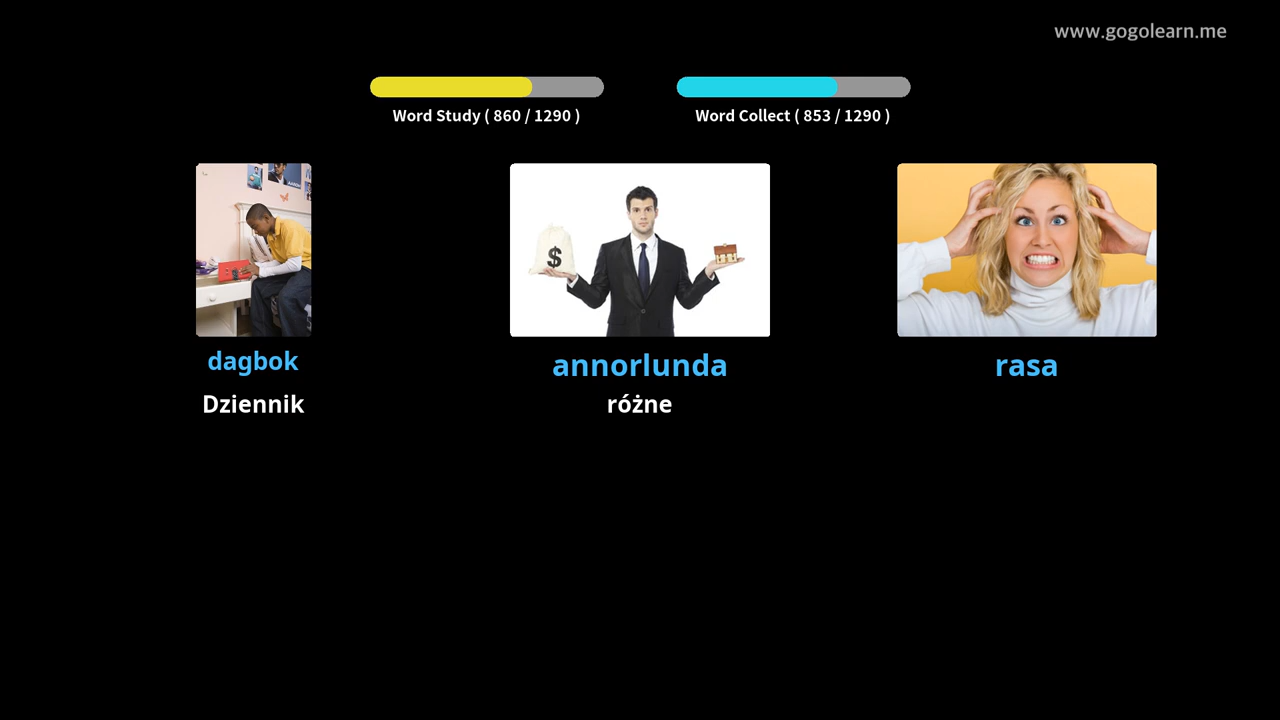 www.gogolearn.me
Word Study ( 860 / 1290 )
Word Collect ( 853 / 1290 )
$
dagbok
annorlunda
rasa
Dziennik
różne